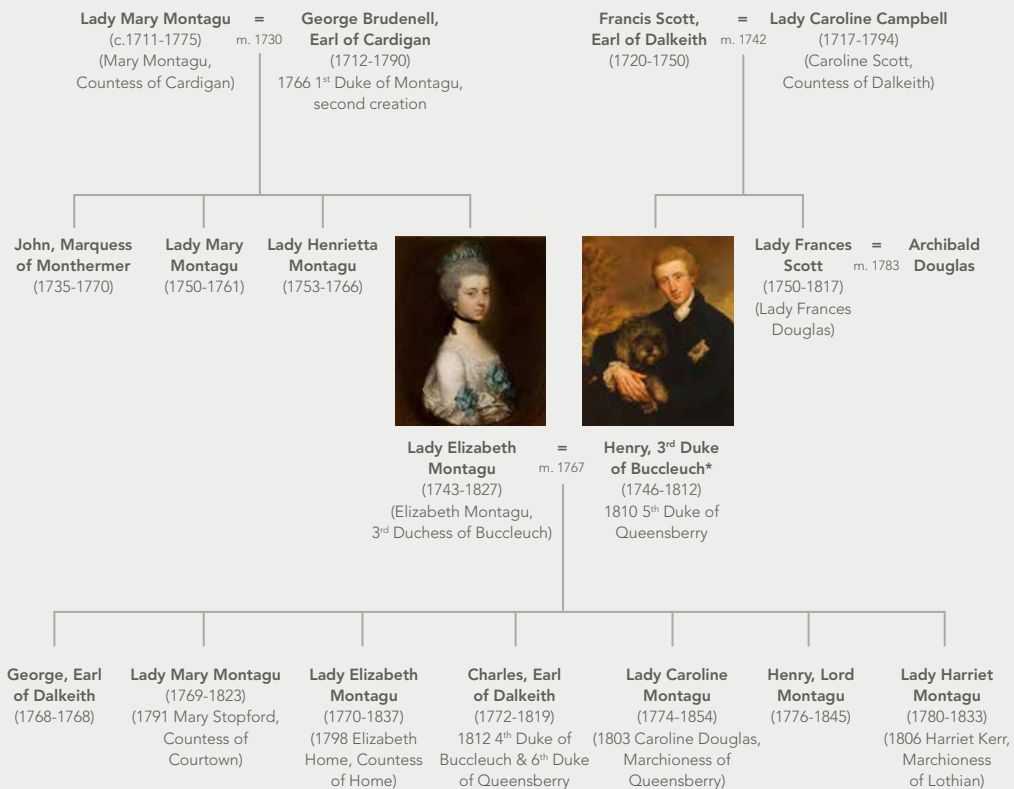 Lady Mary Montagu
(c.1711-1775)
(Mary Montagu,
Countess of Cardigan)
=
m. 1730
George Brudenell,
Earl of Cardigan
(1712-1790)
1766 1st Duke of Montagu,
second creation
Francis Scott,
Earl of Dalkeith
(1720-1750)
=
m. 1742
Lady Caroline Campbell
(1717-1794)
(Caroline Scott,
Countess of Dalkeith)
John, Marquess
of Monthermer
(1735-1770)
Lady Mary
Montagu
(1750-1761)
Lady Henrietta
Montagu
(1753-1766)
Lady Frances
Scott
(1750-1817)
(Lady Frances
Douglas)
=
m. 1783
Archibald
Douglas
Lady Elizabeth
Montagu
(1743-1827)
(Elizabeth Montagu,
3rd Duchess of Buccleuch)
=
m. 1767
Henry, 3rd Duke
of Buccleuch*
(1746-1812)
1810 5th Duke of
Queensberry
George, Earl
of Dalkeith
(1768-1768)
Lady Mary Montagu
(1769-1823)
(1791 Mary Stopford,
Countess of
Courtown)
Lady Elizabeth
Montagu
(1770-1837)
(1798 Elizabeth
Home, Countess
of Home)
Charles, Earl
of Dalkeith
(1772-1819)
1812 4th Duke of
Buccleuch & 6th Duke
of Queensberry
Lady Caroline
Montagu
(1774-1854)
(1803 Caroline Douglas,
Marchioness of
Queensberry)
Henry, Lord
Montagu
(1776-1845)
Lady Harriet
Montagu
(1780-1833)
(1806 Harriet Kerr,
Marchioness
of Lothian)